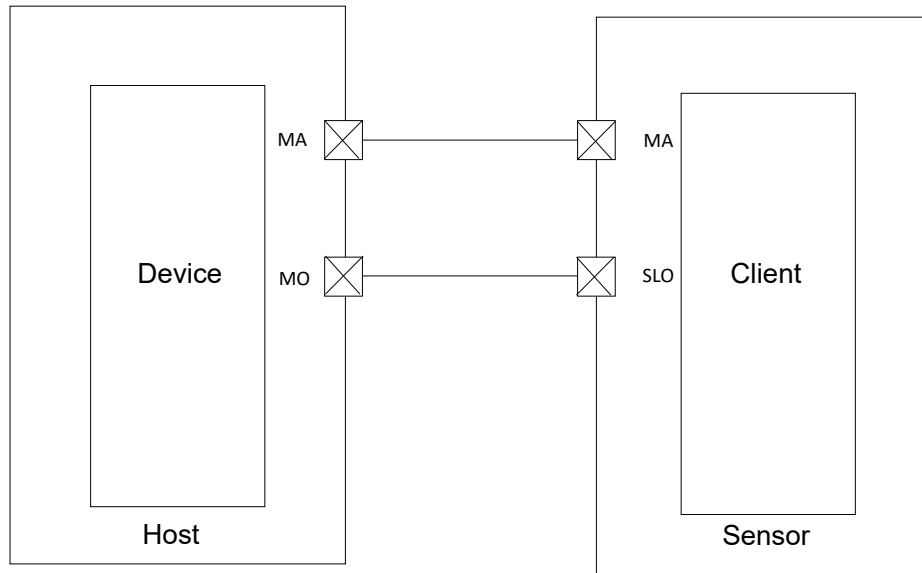 MA
MA
Device
MO
SLO
Client
Host
Sensor